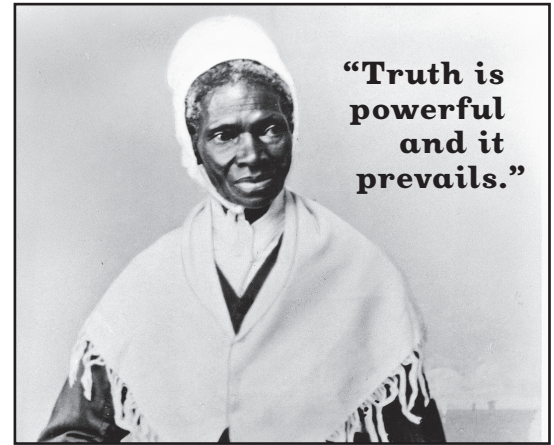 “Truth is
powerful
and it
prevails.”